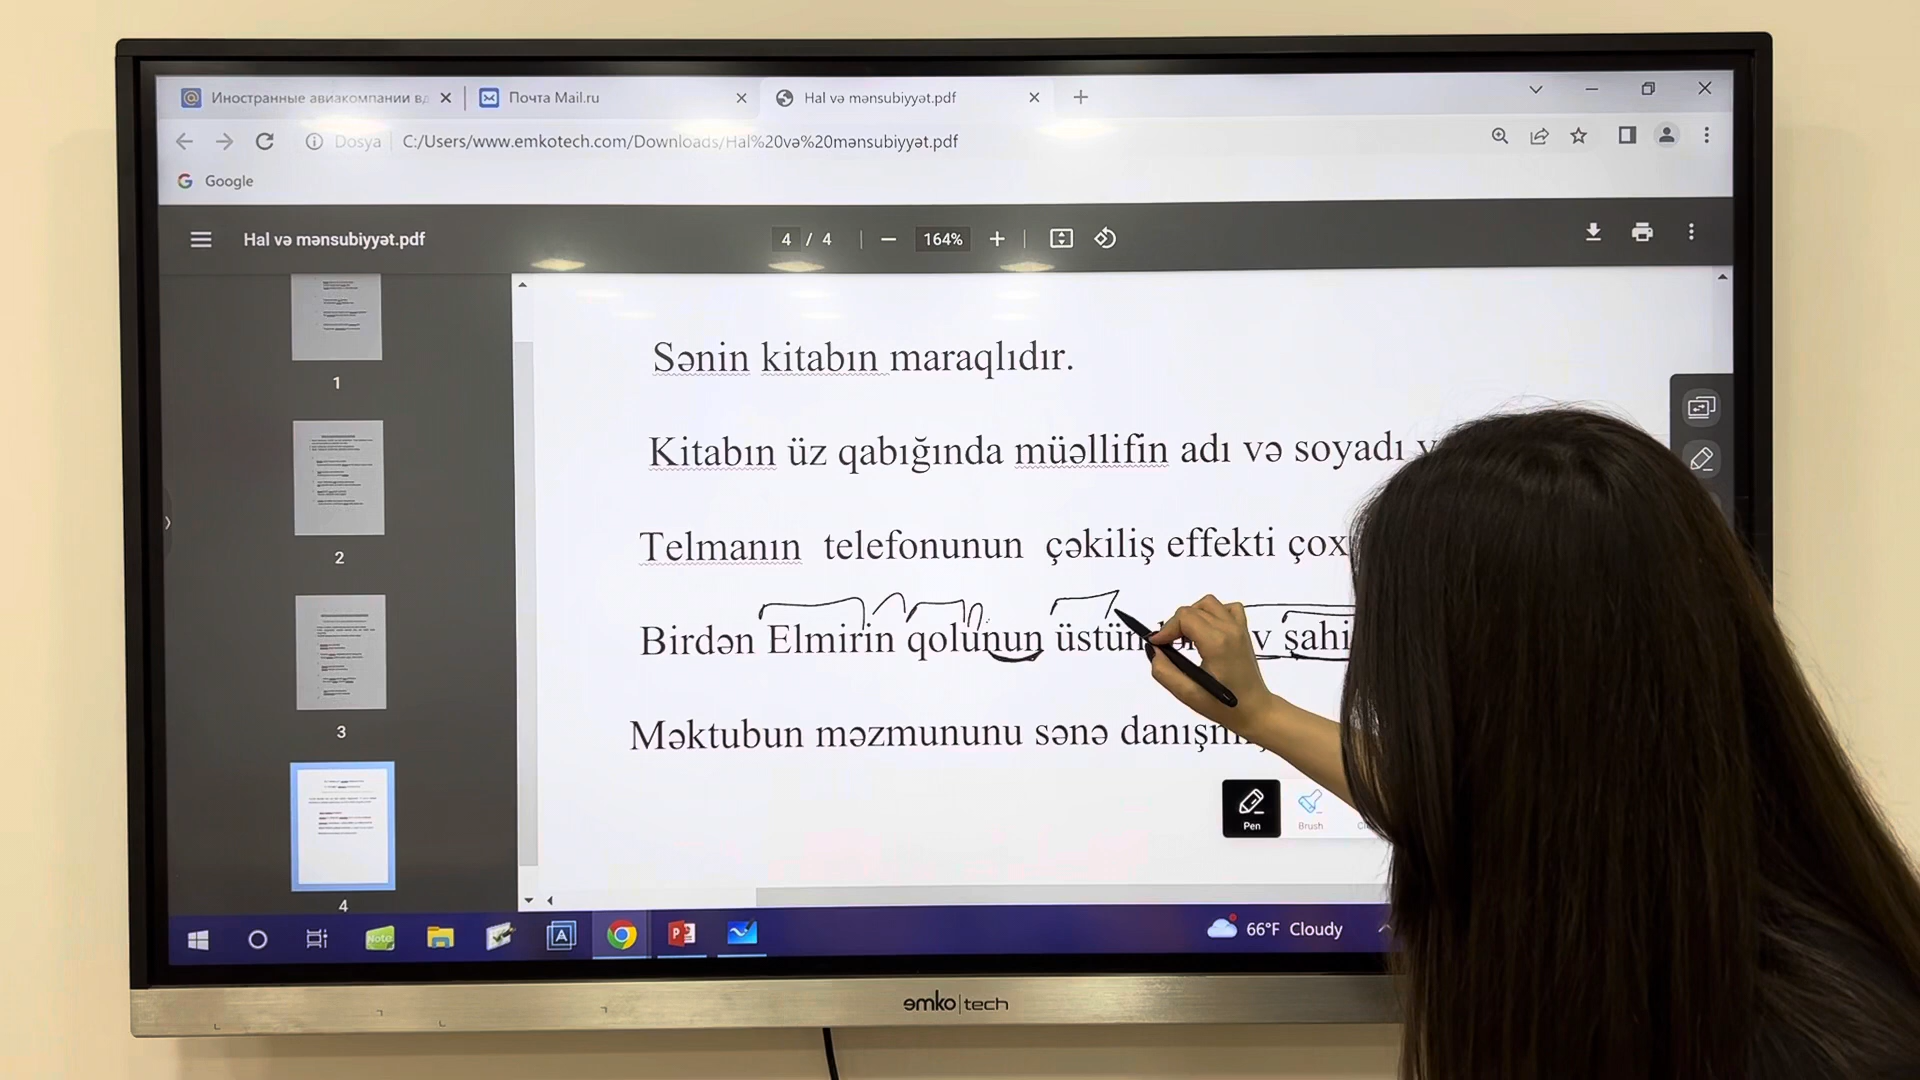 Иностранные авиакомпании вд
Почта Mail.ru
Hal və mənsubiyyət.pdf
Dosya
C:/Users/www.emkotech.com/Downloads/Hal%20və%20mənsubiyyət.pdf
Google
Hal və mənsubiyyət.pdf
4 / 4
164%
Sənin kitabın maraqlıdır.
Kitabın üz qabığında müəllifin adı və soyadı
Telmanın telefonunun çəkiliş effekti çox
Birdən Elmirin qolunun
Məktubun məzmununu sənə
1
2
3
4
Pen
Brush
Note
66°F Cloudy
emko|tech